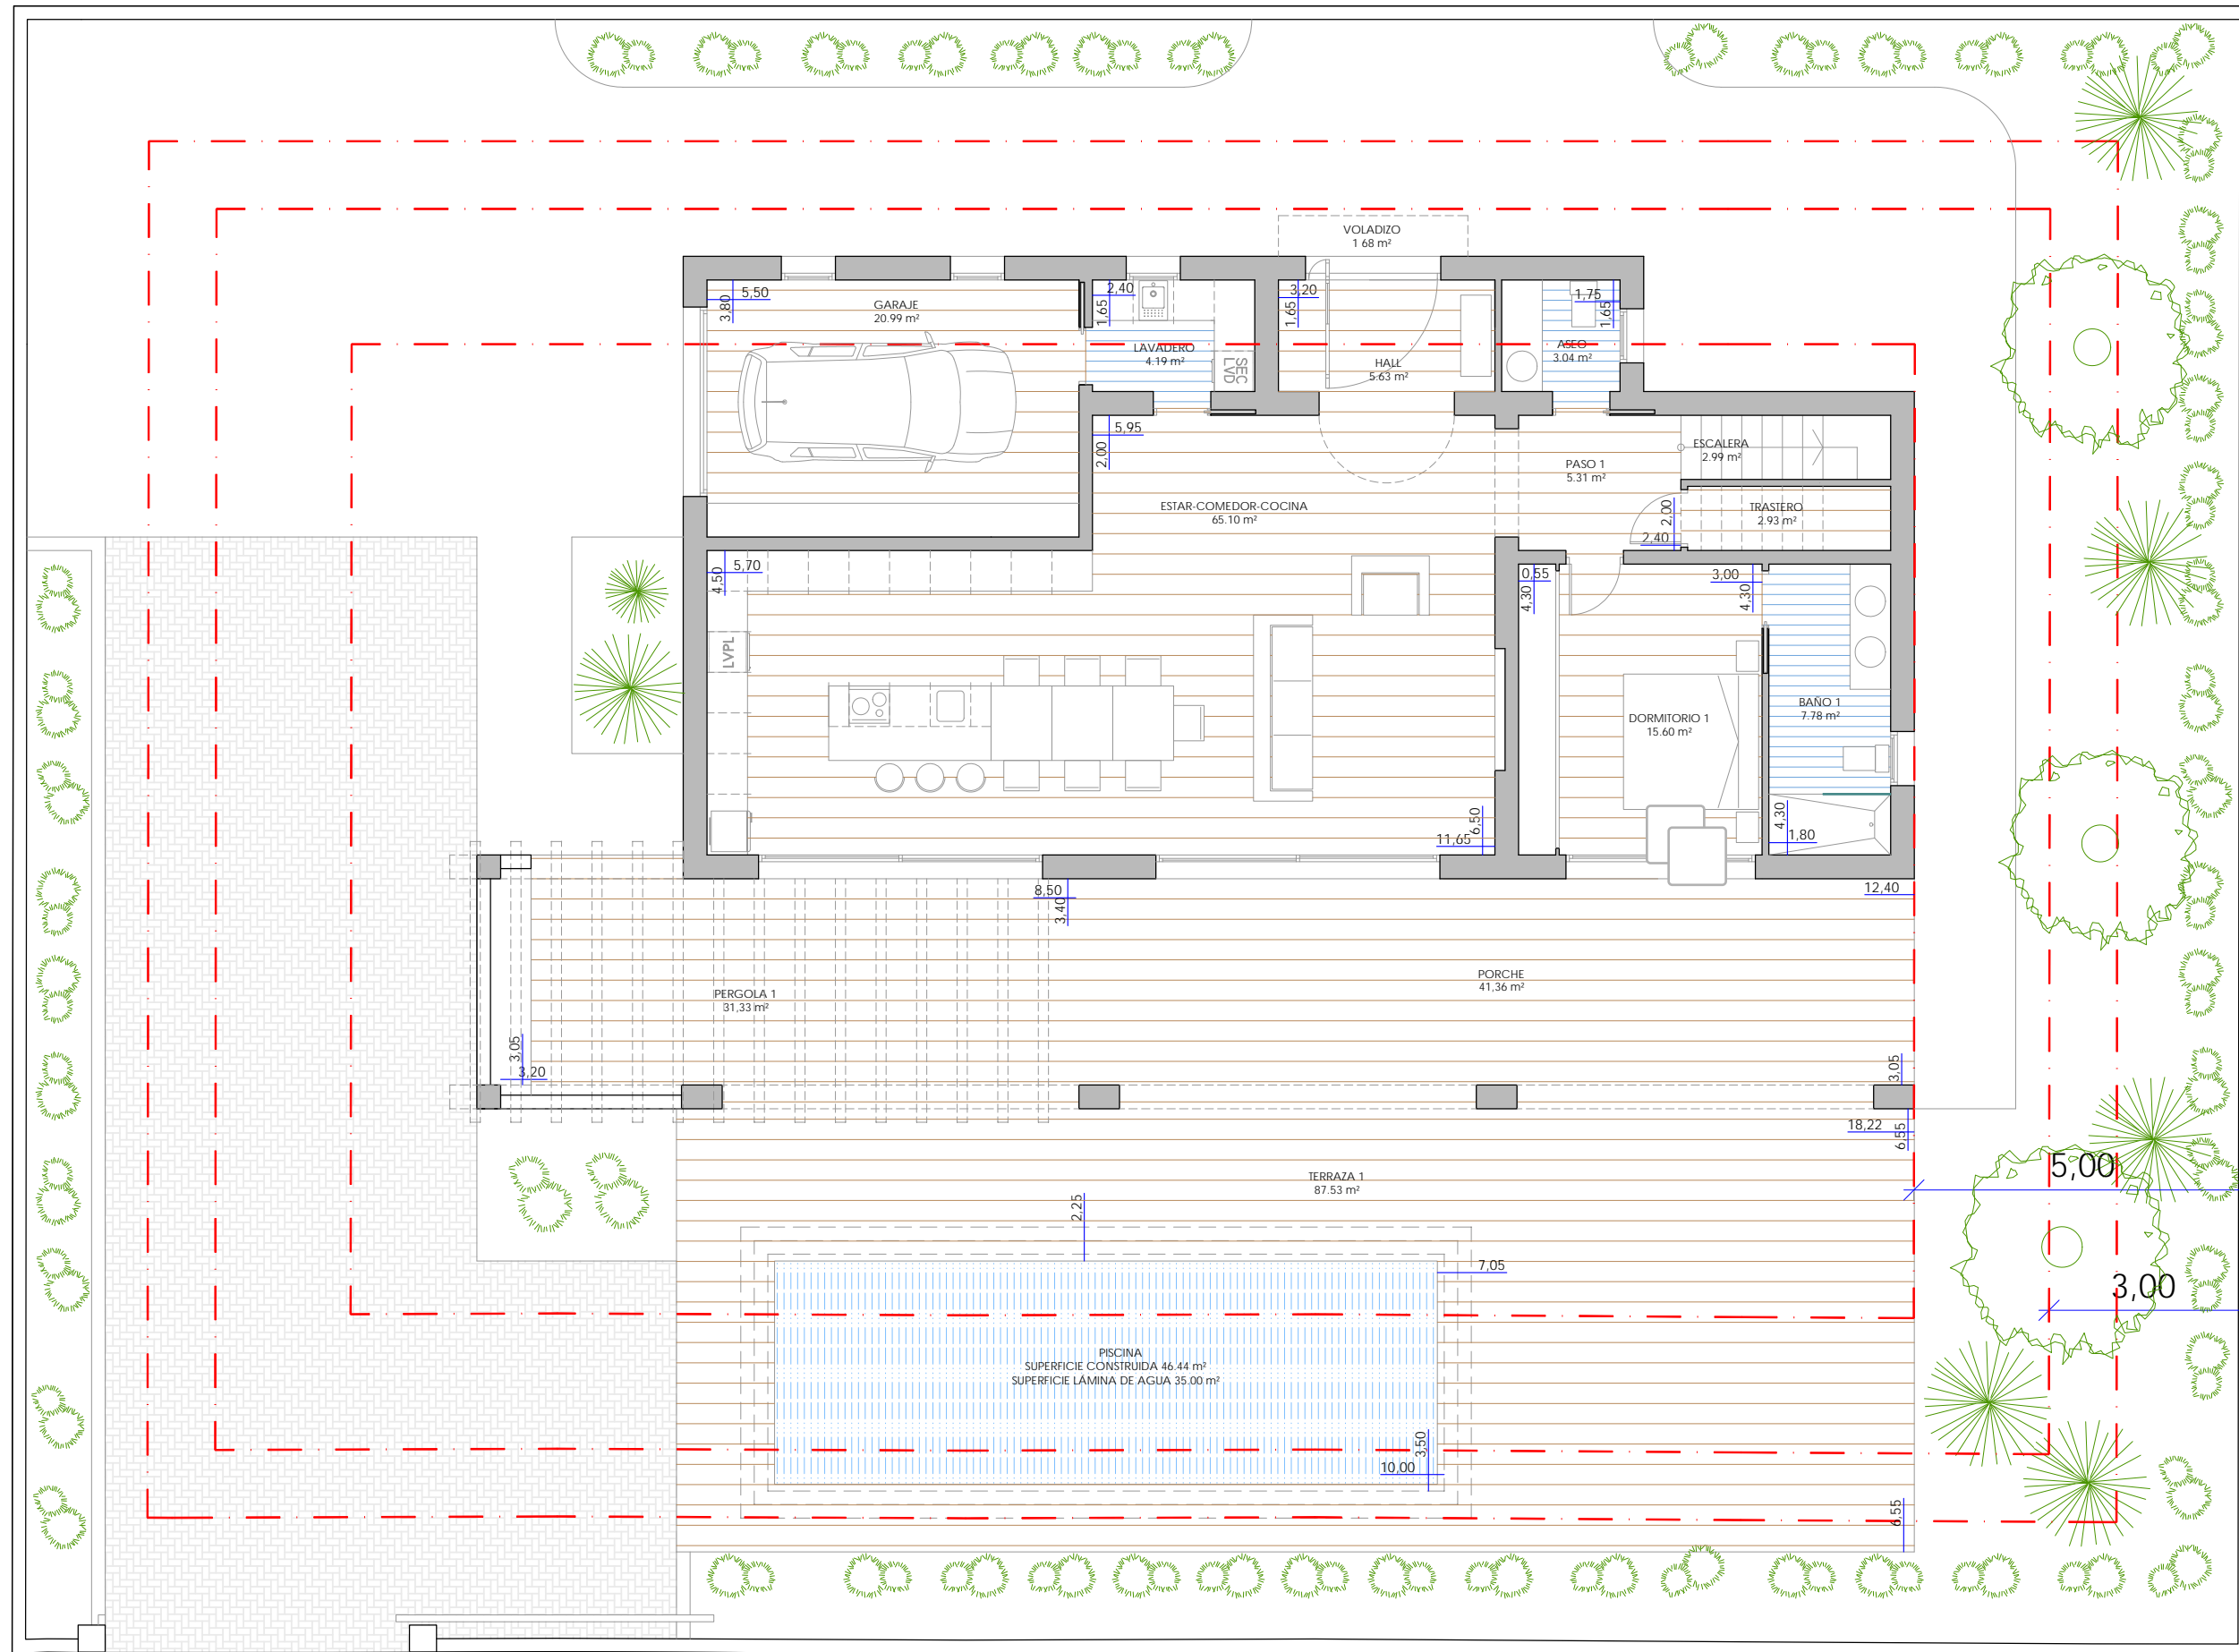 VOLADIZO
1 68 m²
5,50
3,80
GARAJE
20.99 m²
2,40
1,65
LAVADERO
4.19 m²
SEC
LVD
3,20
1,65
HALL
5.63 m²
1,75
1,65
ASEO
3.04 m²
5,95
2,00
ESCALERA
2.99 m²
PASO 1
5.31 m²
ESTAR-COMEDOR-COCINA
65.10 m²
2,00
2,40
TRASTERO
2.93 m²
5,70
4,50
0,55
4,30
3,00
4,30
LVPL
BAÑO 1
7.78 m²
DORMITORIO 1
15.60 m²
6,50
11,65
4,30
1,80
8,50
3,40
12,40
PORCHE
41,36 m²
PERGOLA 1
31,33 m²
3,05
3,20
3,05
18,22
6,55
5,00
TERRAZA 1
87.53 m²
2,25
7,05
3,00
PISCINA
SUPERFICIE CONSTRUIDA 46.44 m²
SUPERFICIE LÁMINA DE AGUA 35.00 m²
3,50
10,00
6,55